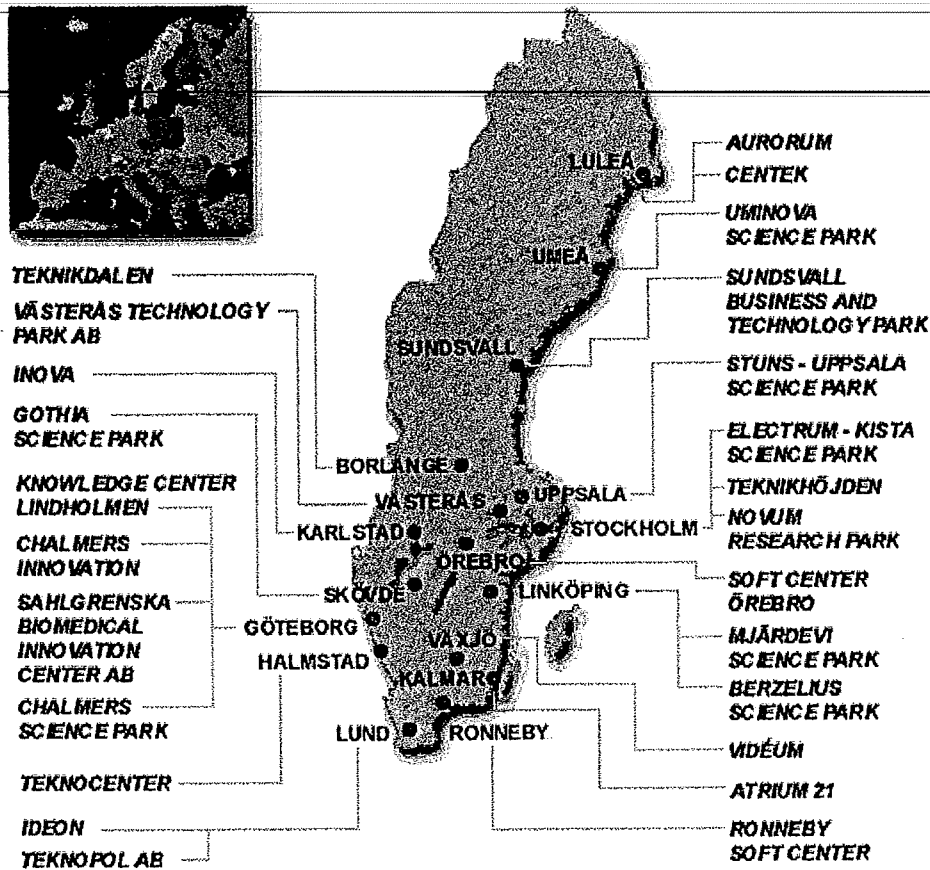 TEKNIKDALEN
VÄSTERÅS TECHNOLOGY
PARK AB
INOVA
GOTHIA
SCIENCE PARK
KNOWLEDGE CENTER
LINDHOLMEN
CHALMERS
INNOVATION
SAHLGRENSKA
BIOMEDICAL
INNOVATION
CENTER AB
CHALMERS
SCIENCE PARK
TEKNOCENTER
IDEON
TEKNOPOL AB
LULEÅ
UMEÅ
SUNDSVALL
BORLÄNGE
UPPSALA
VÄSTERÅS
KARLSTAD
STOCKHOLM
ÖREBRO
SKÖVDE
LINKÖPING
GÖTEBORG
VÄXJÖ
HALMSTAD
KALMAR
LUND
RONNEBY
AURORUM
CENTEK
UMINOVA
SCIENCE PARK
SUNDSVALL
BUSINESS AND
TECHNOLOGY PARK
STUNS - UPPSALA
SCIENCE PARK
ELECTRUM - KISTA
SCIENCE PARK
TEKNIKHÖJDEN
NOVUM
RESEARCH PARK
SOFT CENTER
ÖREBRO
MJÄRDEVI
SCIENCE PARK
BERZELIUS
SCIENCE PARK
VIDÉUM
ATRIUM 21
RONNEBY
SOFT CENTER